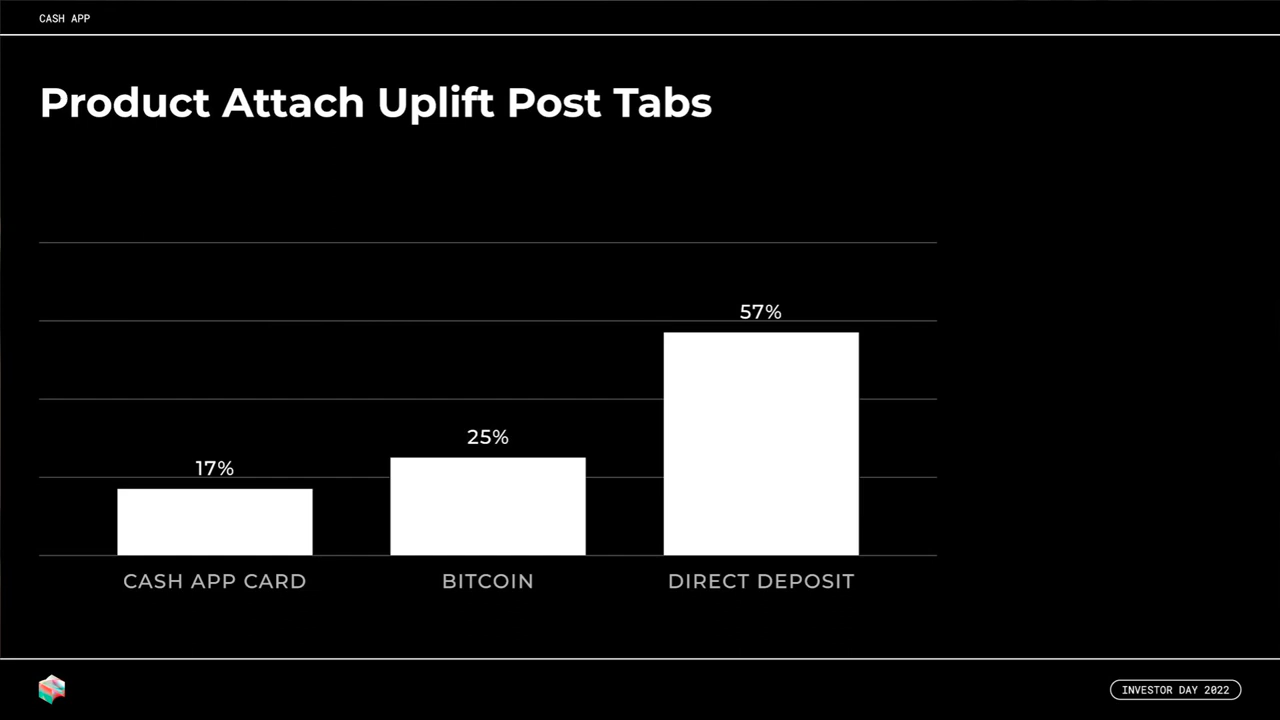 CASH APP
Product Attach Uplift Post Tabs
57%
25%
17%
CASH APP CARD
BITCOIN
DIRECT DEPOSIT
INVESTOR DAY 2022